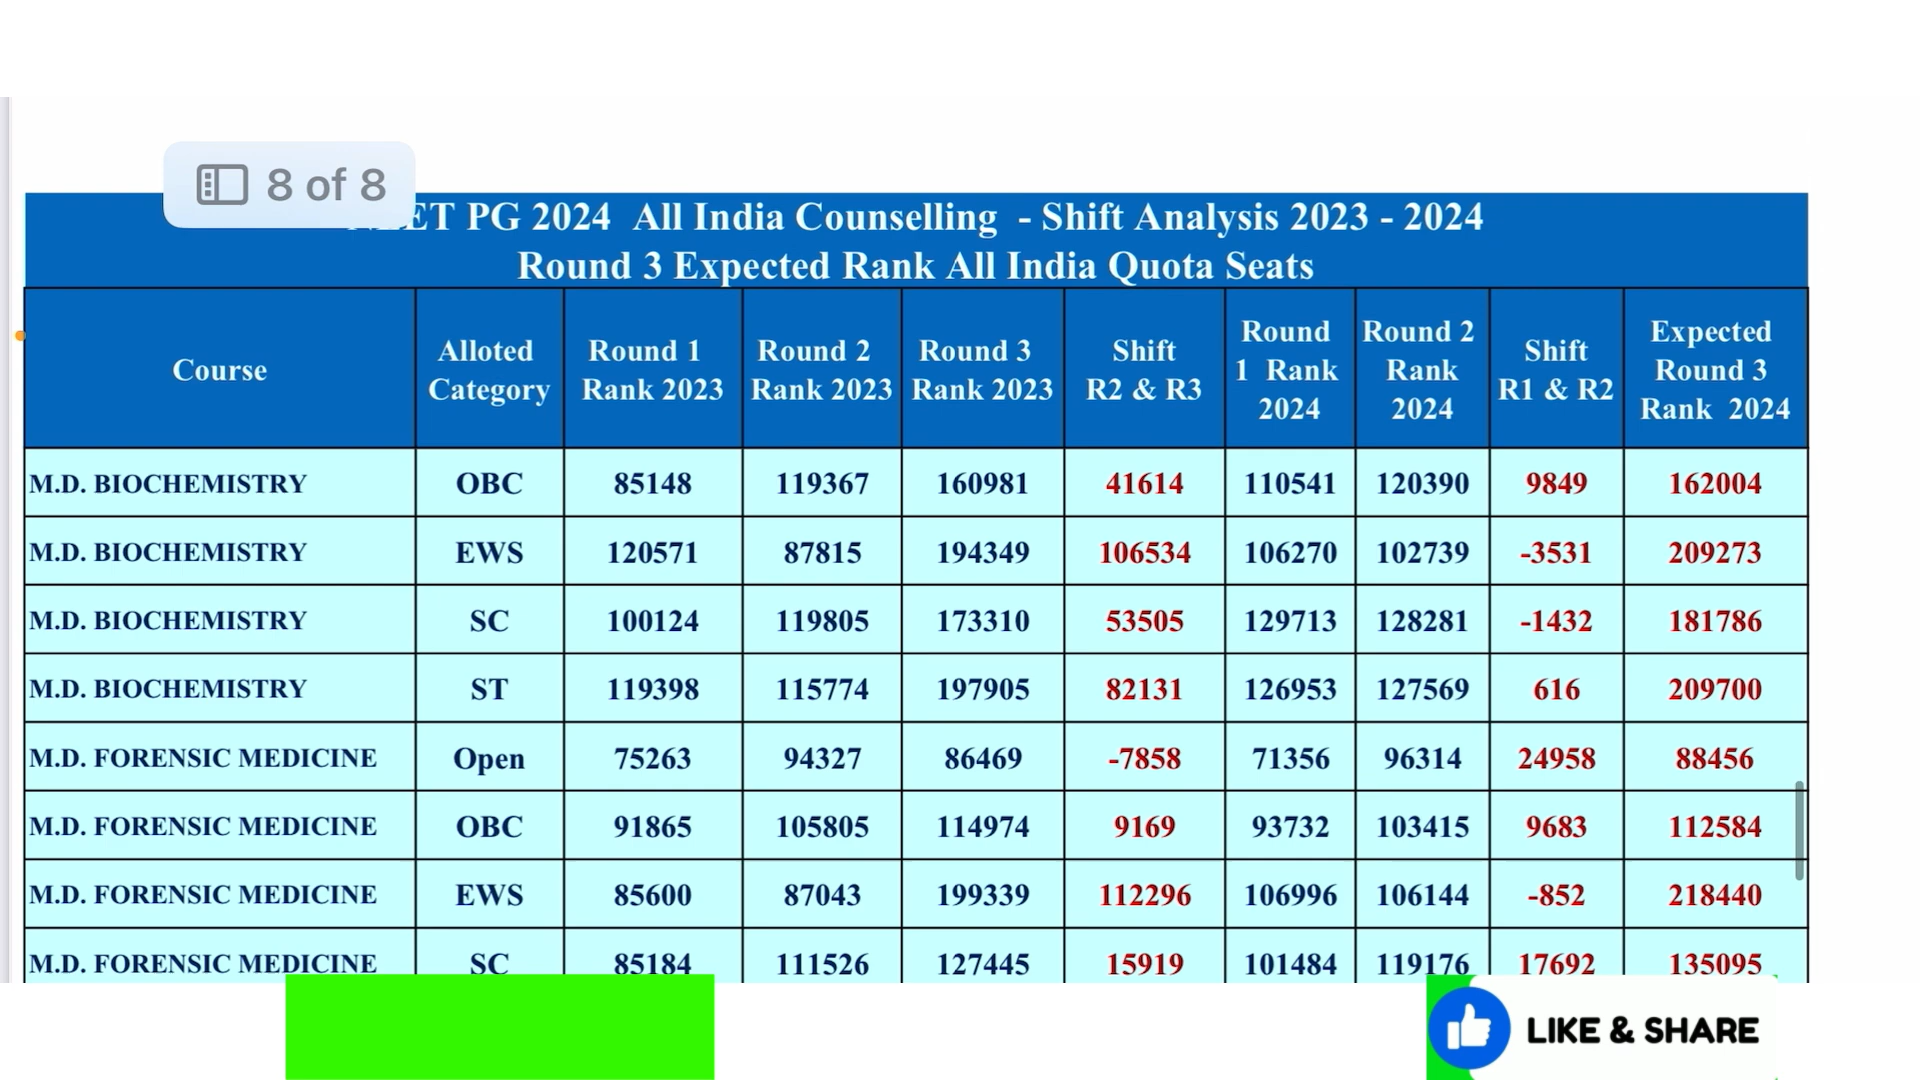 8 of 8
ET PG 2024 All India Counselling - Shift Analysis 2023 - 2024
Round 3 Expected Rank All India Quota Seats
Course Alloted Category Round 1 Rank 2023 Round 2 Rank 2023 Round 3 Rank 2023 Shift R2 & R3 Round 1 Rank 2024 Round 2 Rank 2024 Shift R1 & R2 Expected Round 3 Rank 2024
M.D. BIOCHEMISTRY OBC 85148 119367 160981 41614 110541 120390 9849 162004
M.D. BIOCHEMISTRY EWS 120571 87815 194349 106534 106270 102739 -3531 209273
M.D. BIOCHEMISTRY SC 100124 119805 173310 53505 129713 128281 -1432 181786
M.D. BIOCHEMISTRY ST 119398 115774 197905 82131 126953 127569 616 209700
M.D. FORENSIC MEDICINE Open 75263 94327 86469 -7858 71356 96314 24958 88456
M.D. FORENSIC MEDICINE OBC 91865 105805 114974 9169 93732 103415 9683 112584
M.D. FORENSIC MEDICINE EWS 85600 87043 199339 112296 106996 106144 -852 218440
M.D. FORENSIC MEDICINE SC 85184 111526 127445 15919 101484 119176 17692 135095
LIKE & SHARE